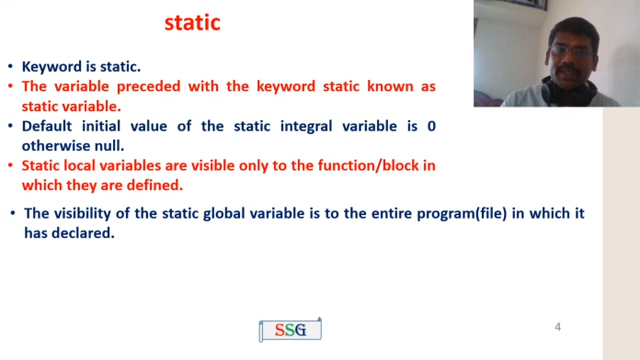 static
• Keyword is static.
• The variable preceded with the keyword static known as
static variable.
• Default initial value of the static integral variable is 0
otherwise null.
• Static local variables are visible only to the function/block in
which they are defined.
• The visibility of the static global variable is to the entire program(file) in which it
has declared.
SSG
4